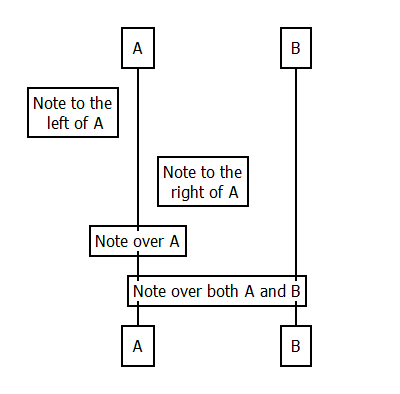 A
B
Note to the
left of A
Note to the
right of A
Note over A
Note over both A and B
A
B